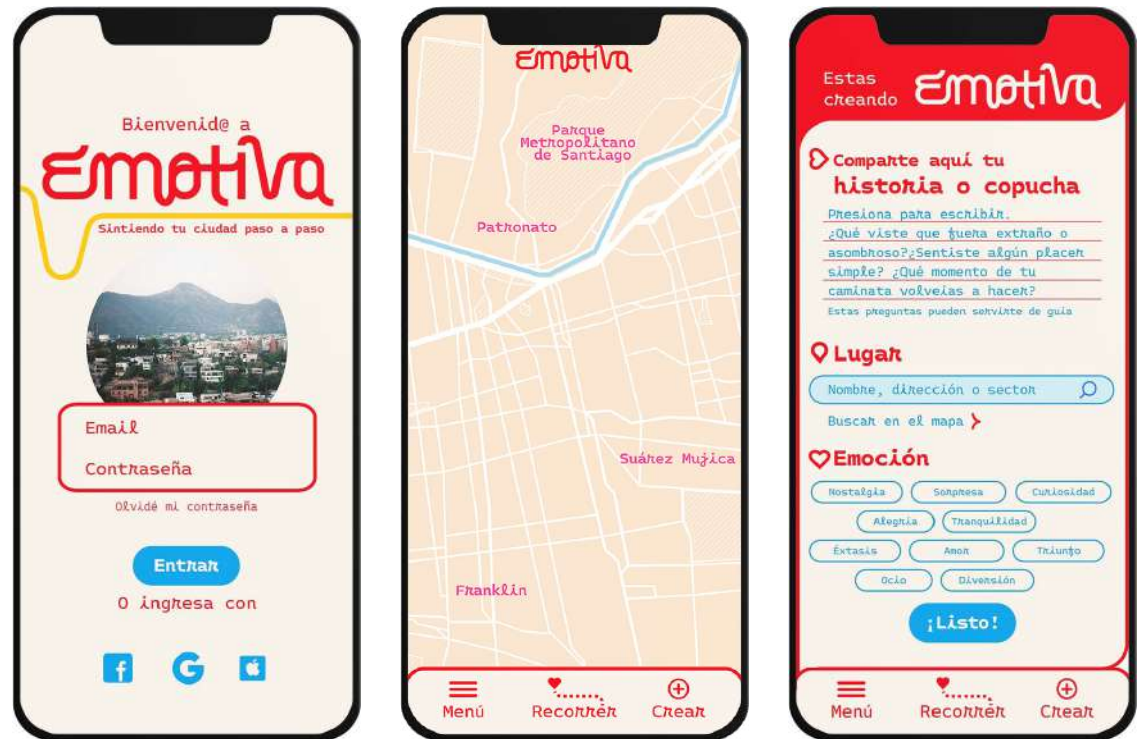 Bienvenid@ a
Emotiva
Sintiendo tu ciudad paso a paso
Email
Contraseña
Olvidé mi contraseña
Entrar
O ingresa con
Emotiva
Parque
Metropolitano
de Santiago
Patronato
Suárez Mujica
Franklin
Menú
Recorrer
Crear
Estas
creando
Emotiva
Comparte aquí tu
historia o copucha
Presiona para escribir.
¿Qué viste que fuera extraño o
asombroso?¿Sentiste algún placer
simple? ¿Qué momento de tu
caminata volveías a hacer?
Estas preguntas pueden servirte de guía
Lugar
Nombre, dirección o sector
Buscar en el mapa
Emoción
Nostalgia Sorpresa Curiosidad
Alegría Tranquilidad
Éxtasis Amor Triunfo
Ocio Diversión
¡Listo!
Menú
Recorrer
Crear